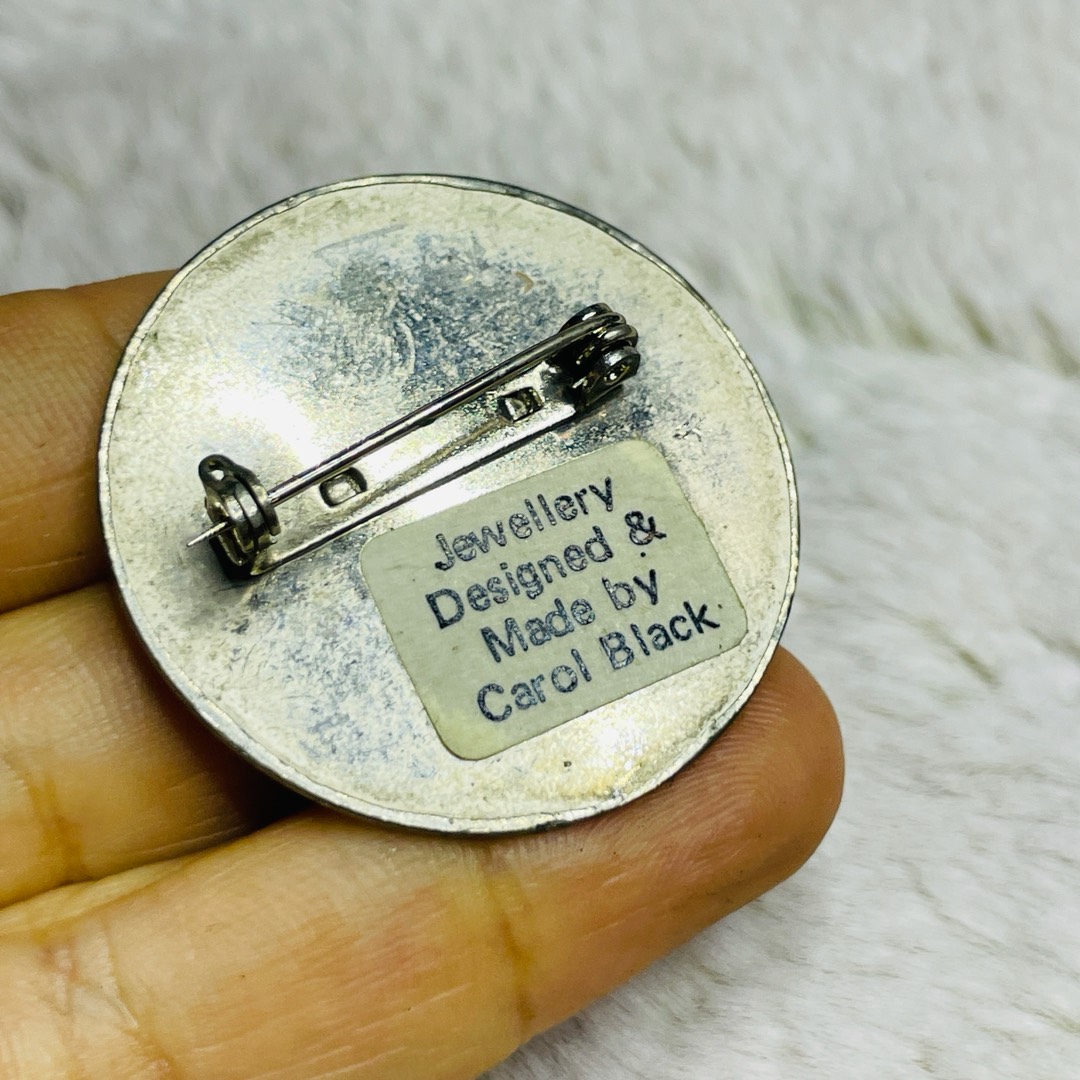 Jewellery
Designed &
Made by
Carol Black